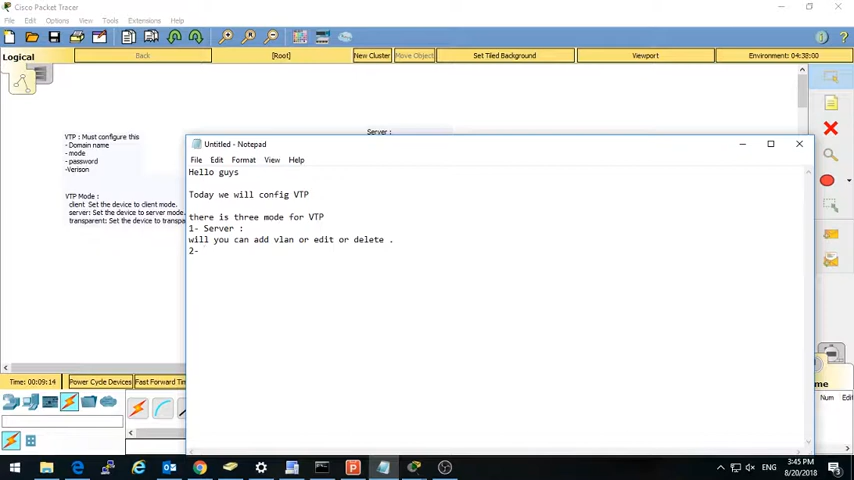 Cisco Packet Tracer
File Edit Options View Tools Extensions Help
Logical
Back
[Root]
New Cluster
Move Object
Set Tiled Background
Viewport
Environment: 04:38:00
VTP : Must configure this
- Domain name
- mode
- password
-Verison
VTP Mode :
client Set the device to client mode.
server: Set the device to server mode.
transparent: Set the device to transpa
Server :
Untitled - Notepad
File Edit Format View Help
Hello guys
Today we will config VTP
there is three mode for VTP
1- Server :
will you can add vlan or edit or delete .
2-
Time: 00:09:14
Power Cycle Devices
Fast Forward Tim
me
Num
Edit
ENG
3:45 PM
8/20/2018